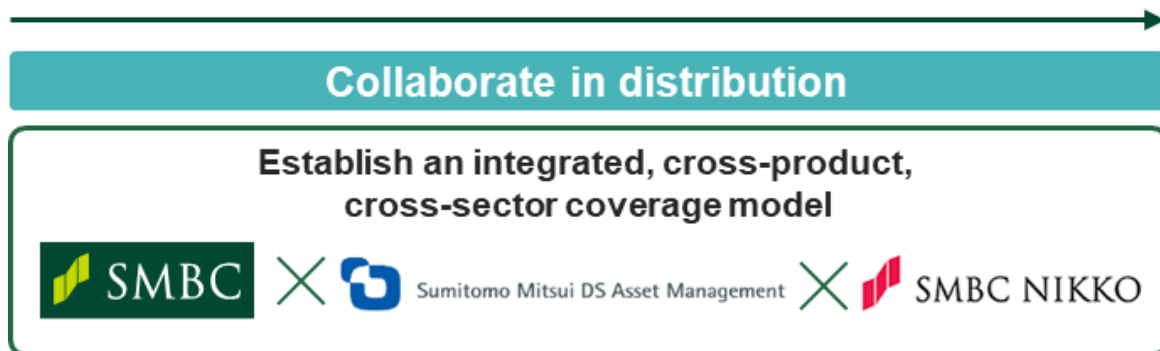 Collaborate in distribution
Establish an integrated, cross-product,
cross-sector coverage model
SMBC Sumitomo Mitsui DS Asset Management SMBC NIKKO